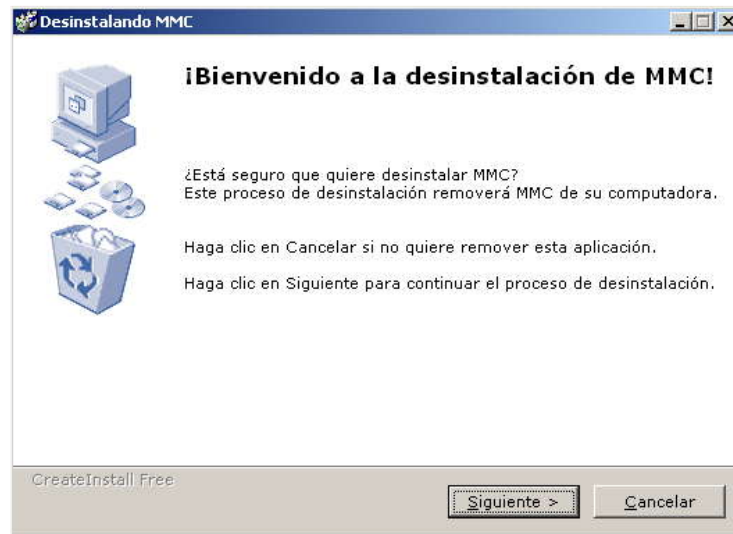 Desinstalando MMC
¡Bienvenido a la desinstalación de MMC!
¿Está seguro que quiere desinstalar MMC?
Este proceso de desinstalación removerá MMC de su computadora.
Haga clic en Cancelar si no quiere remover esta aplicación.
Haga clic en Siguiente para continuar el proceso de desinstalación.
CreateInstall Free
Siguiente >
Cancelar